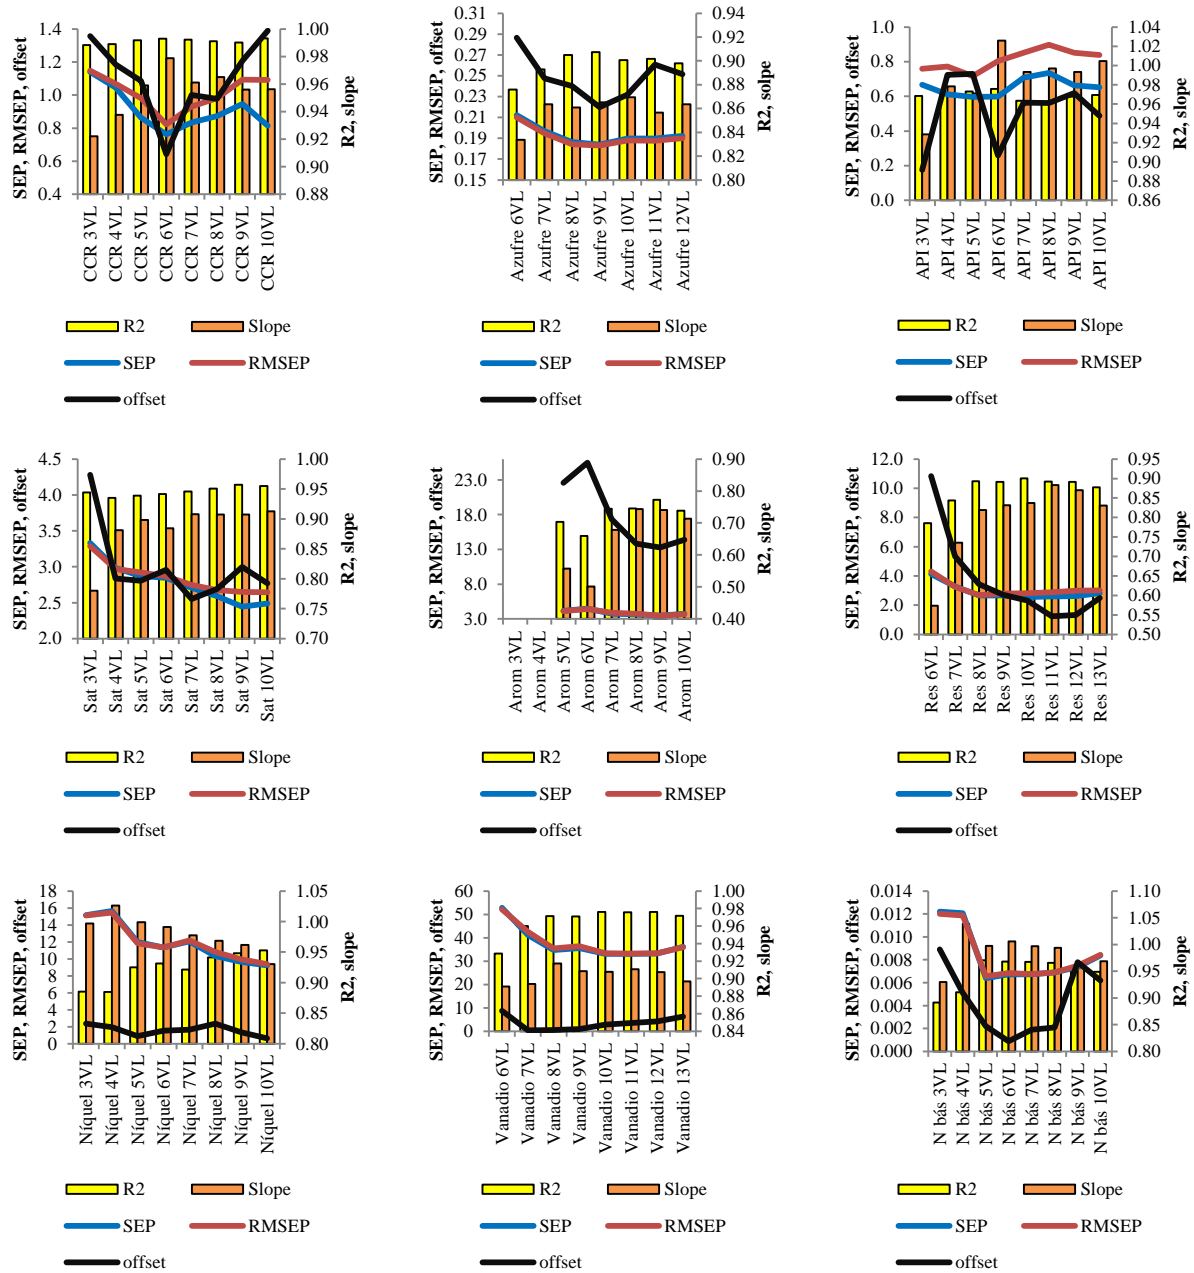 SEP, RMSEP, offset
1.4
1.2
1.0
0.8
0.6
0.4
1.00
0.98
0.96
0.94
0.92
0.90
0.88
R2, slope
CCR 3VL
CCR 4VL
CCR 5VL
CCR 6VL
CCR 7VL
CCR 8VL
CCR 9VL
CCR 10VL
R2
Slope
SEP
RMSEP
offset
SEP, RMSEP, offset
0.31
0.29
0.27
0.25
0.23
0.21
0.19
0.17
0.15
0.94
0.92
0.90
0.88
0.86
0.84
0.82
0.80
R2, solpe
Azufre 6VL
Azufre 7VL
Azufre 8VL
Azufre 9VL
Azufre 10VL
Azufre 11VL
Azufre 12VL
R2
Slope
SEP
RMSEP
offset
SEP, RMSEP, offset
1.0
0.8
0.6
0.4
0.2
0.0
1.04
1.02
1.00
0.98
0.96
0.94
0.92
0.90
0.88
0.86
R2, slope
API 3VL
API 4VL
API 5VL
API 6VL
API 7VL
API 8VL
API 9VL
API 10VL
R2
Slope
SEP
RMSEP
offset
SEP, RMSEP, offset
4.5
4.0
3.5
3.0
2.5
2.0
1.00
0.95
0.90
0.85
0.80
0.75
0.70
R2, slope
Sat 3VL
Sat 4VL
Sat 5VL
Sat 6VL
Sat 7VL
Sat 8VL
Sat 9VL
Sat 10VL
R2
Slope
SEP
RMSEP
offset
SEP, RMSEP, offset
23.0
18.0
13.0
8.0
3.0
0.90
0.80
0.70
0.60
0.50
0.40
R2, slope
Arom 3VL
Arom 4VL
Arom 5VL
Arom 6VL
Arom 7VL
Arom 8VL
Arom 9VL
Arom 10VL
R2
Slope
SEP
RMSEP
offset
SEP, RMSEP, offset
12.0
10.0
8.0
6.0
4.0
2.0
0.0
0.95
0.90
0.85
0.80
0.75
0.70
0.65
0.60
0.55
0.50
R2, slope
Res 6VL
Res 7VL
Res 8VL
Res 9VL
Res 10VL
Res 11VL
Res 12VL
Res 13VL
R2
Slope
SEP
RMSEP
offset
SEP, RMSEP, offset
18
16
14
12
10
8
6
4
2
0
1.05
1.00
0.95
0.90
0.85
0.80
R2, slope
Níquel 3VL
Níquel 4VL
Níquel 5VL
Níquel 6VL
Níquel 7VL
Níquel 8VL
Níquel 9VL
Níquel 10VL
R2
Slope
SEP
RMSEP
offset
SEP, RMSEP, offset
60
50
40
30
20
10
0
1.00
0.98
0.96
0.94
0.92
0.90
0.88
0.86
0.84
R2, slope
Vanadio 6VL
Vanadio 7VL
Vanadio 8VL
Vanadio 9VL
Vanadio 10VL
Vanadio 11VL
Vanadio 12VL
Vanadio 13VL
R2
Slope
SEP
RMSEP
offset
SEP, RMSEP, offset
0.014
0.012
0.010
0.008
0.006
0.004
0.002
0.000
1.10
1.05
1.00
0.95
0.90
0.85
0.80
R2, slope
N bás 3VL
N bás 4VL
N bás 5VL
N bás 6VL
N bás 7VL
N bás 8VL
N bás 9VL
N bás 10VL
R2
Slope
SEP
RMSEP
offset